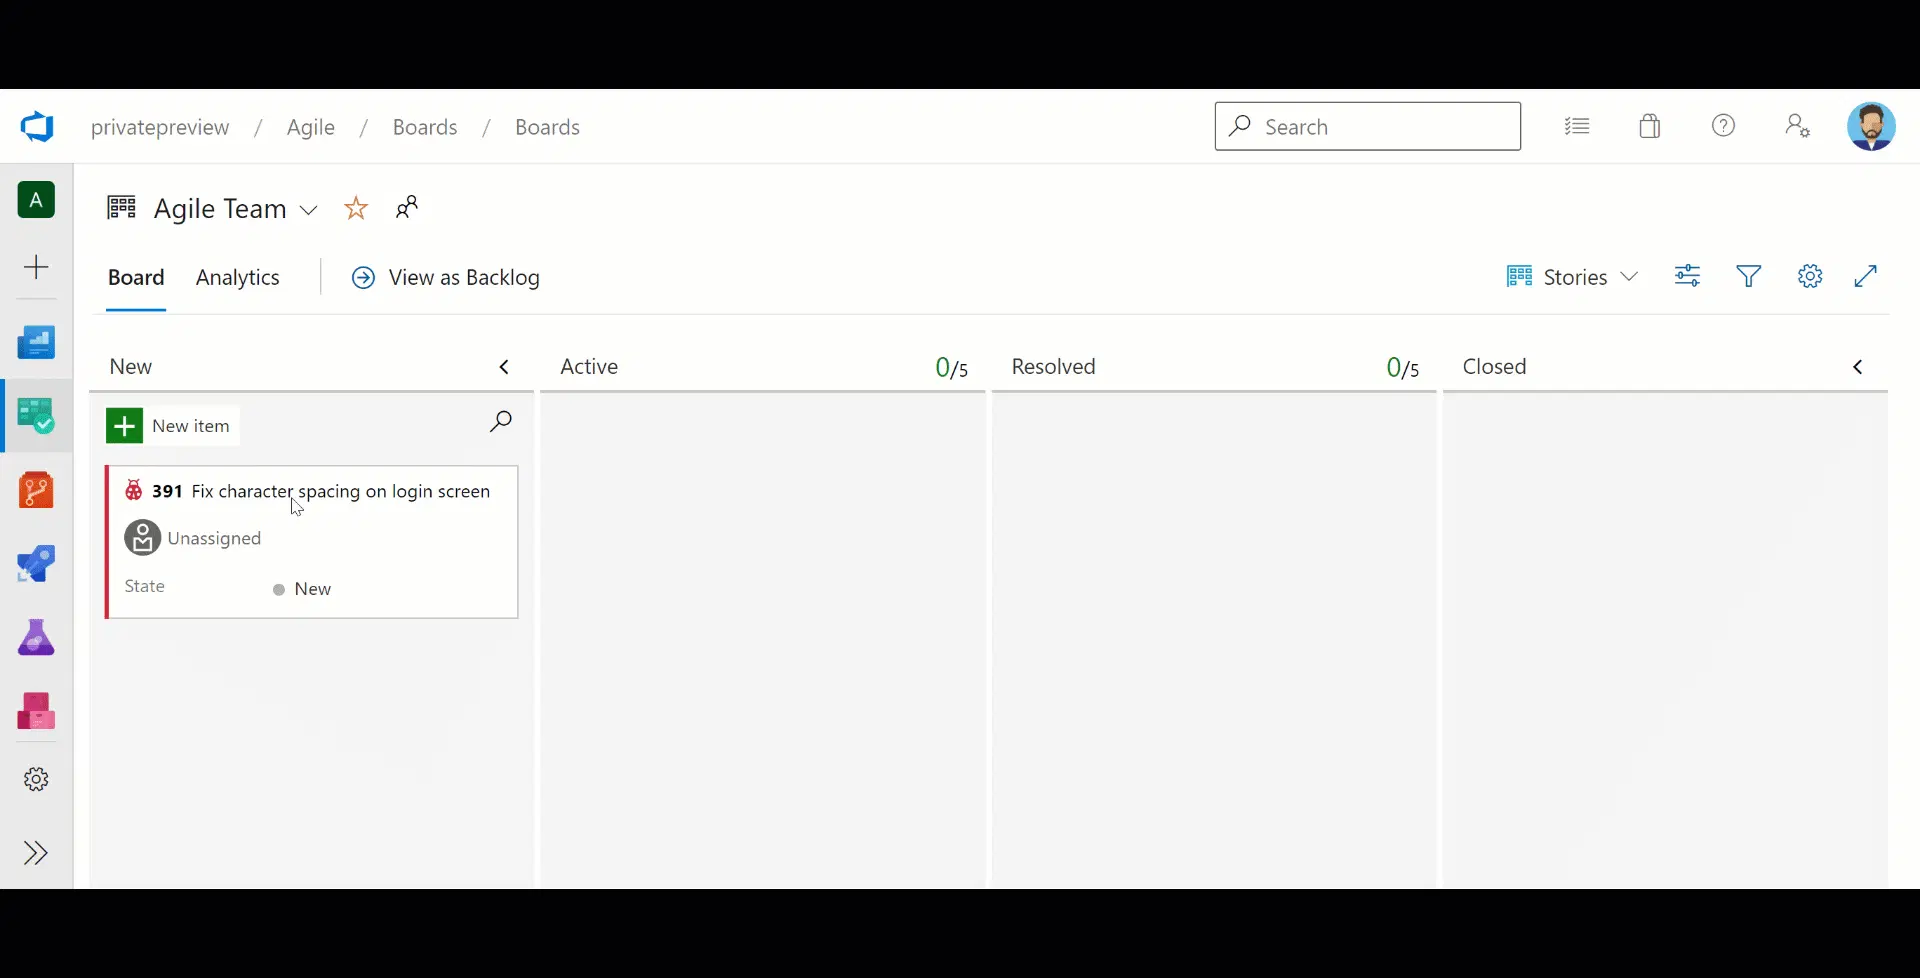 privatepreview / Agile / Boards / Boards
Search
A
Agile Team
Board Analytics View as Backlog
Stories
New
Active 0/5
Resolved 0/5
Closed
New item
391 Fix character spacing on login screen
Unassigned
State New